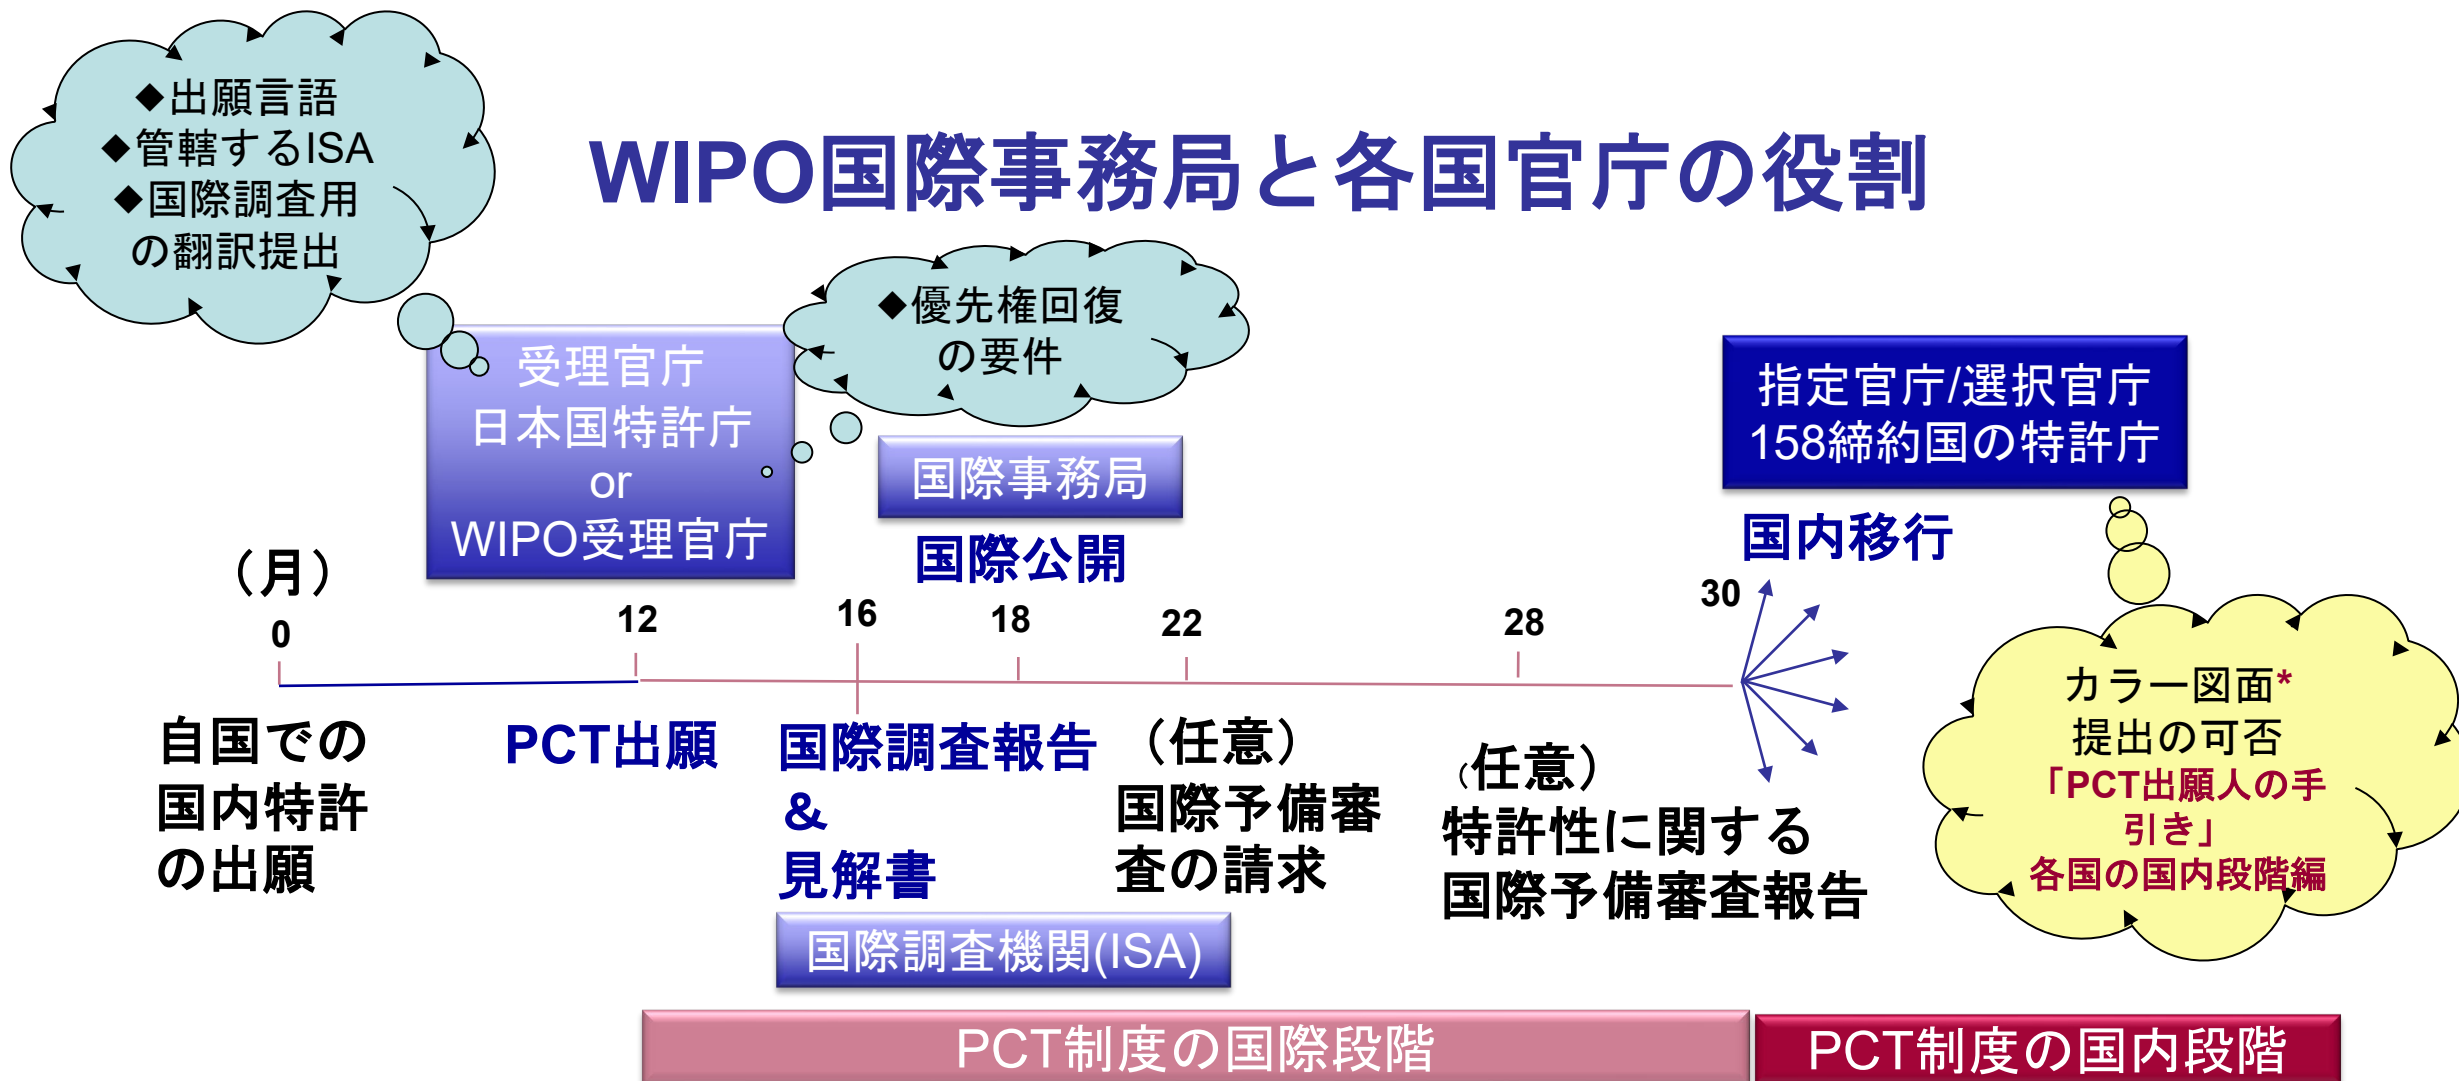 ◆出願言語
◆管轄するISA
◆国際調査用
の翻訳提出
WIPO国際事務局と各国官庁の役割
◆優先権回復
の要件
受理官庁
日本国特許庁
or
WIPO受理官庁
国際事務局
国際公開
指定官庁/選択官庁
158締約国の特許庁
国内移行
（月）
0
12
16
18
22
28
30
自国での
国内特許
の出願
PCT出願
国際調査報告
&
見解書
（任意）
国際予備審
査の請求
（任意）
特許性に関する
国際予備審査報告
カラー図面*
提出の可否
「PCT出願人の手
引き」
各国の国内段階編
国際調査機関(ISA)
PCT制度の国際段階
PCT制度の国内段階